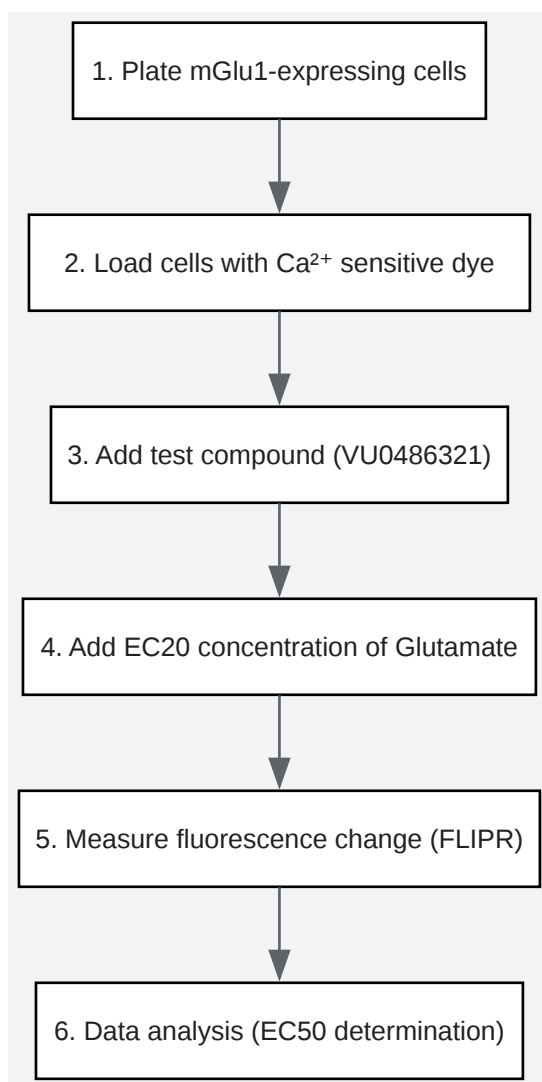 1. Plate mGlu1-expressing cells
2. Load cells with Ca²⁺ sensitive dye
3. Add test compound (VU0486321)
4. Add EC20 concentration of Glutamate
5. Measure fluorescence change (FLIPR)
6. Data analysis (EC50 determination)